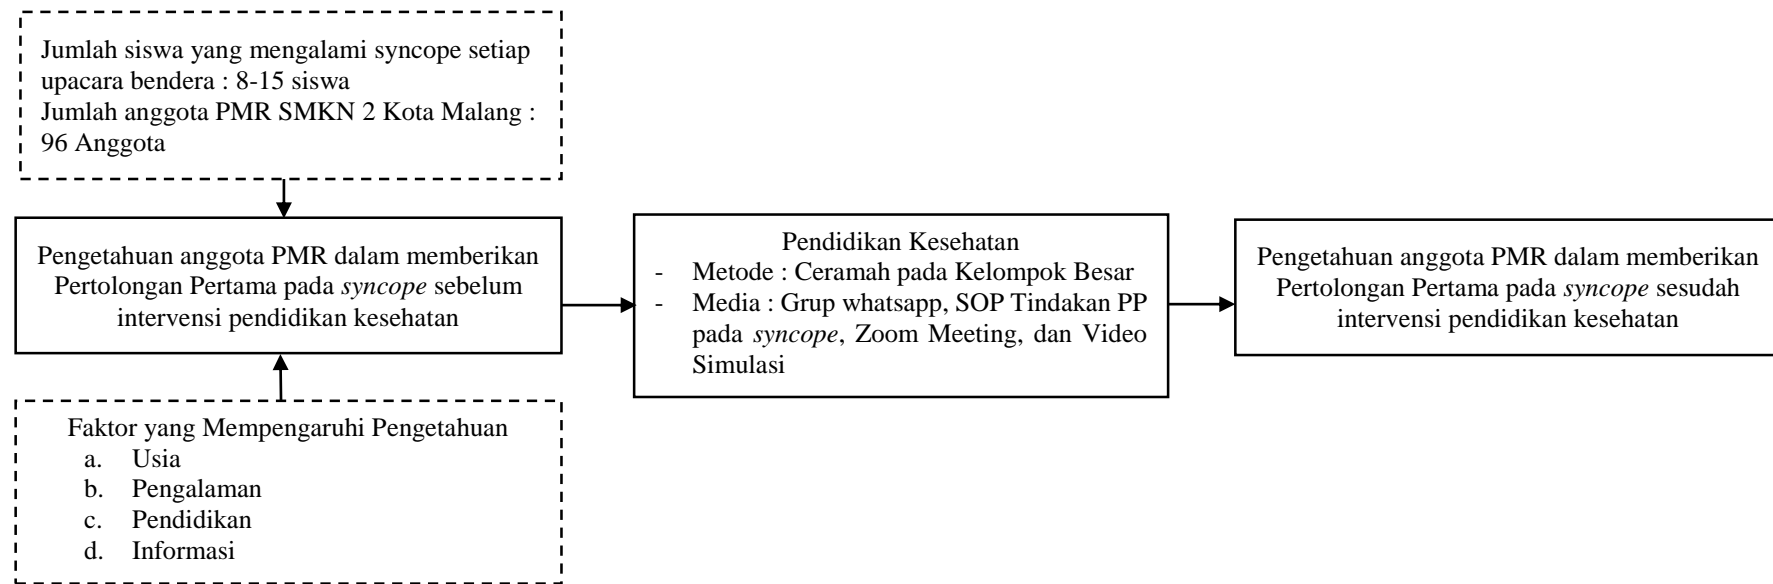 Jumlah siswa yang mengalami syncope setiap
upacara bendera : 8-15 siswa
Jumlah anggota PMR SMKN 2 Kota Malang :
96 Anggota
Pengetahuan anggota PMR dalam memberikan
Pertolongan Pertama pada syncope sebelum
intervensi pendidikan kesehatan
Faktor yang Mempengaruhi Pengetahuan
a. Usia
b. Pengalaman
c. Pendidikan
d. Informasi
Pendidikan Kesehatan
- Metode : Ceramah pada Kelompok Besar
- Media : Grup whatsapp, SOP Tindakan PP
pada syncope, Zoom Meeting, dan Video
Simulasi
Pengetahuan anggota PMR dalam memberikan
Pertolongan Pertama pada syncope sesudah
intervensi pendidikan kesehatan